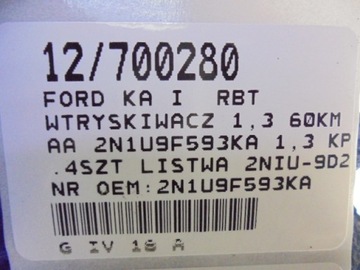 12/700280
FORD KA I RBT
WTRYSKIWACZ 1,3 60KM
AA 2N1U9F593KA 1,3 KP
.4SZT LISTWA 2NIU-9D2
NR OEM:2N1U9F593KA
G IV 18 A